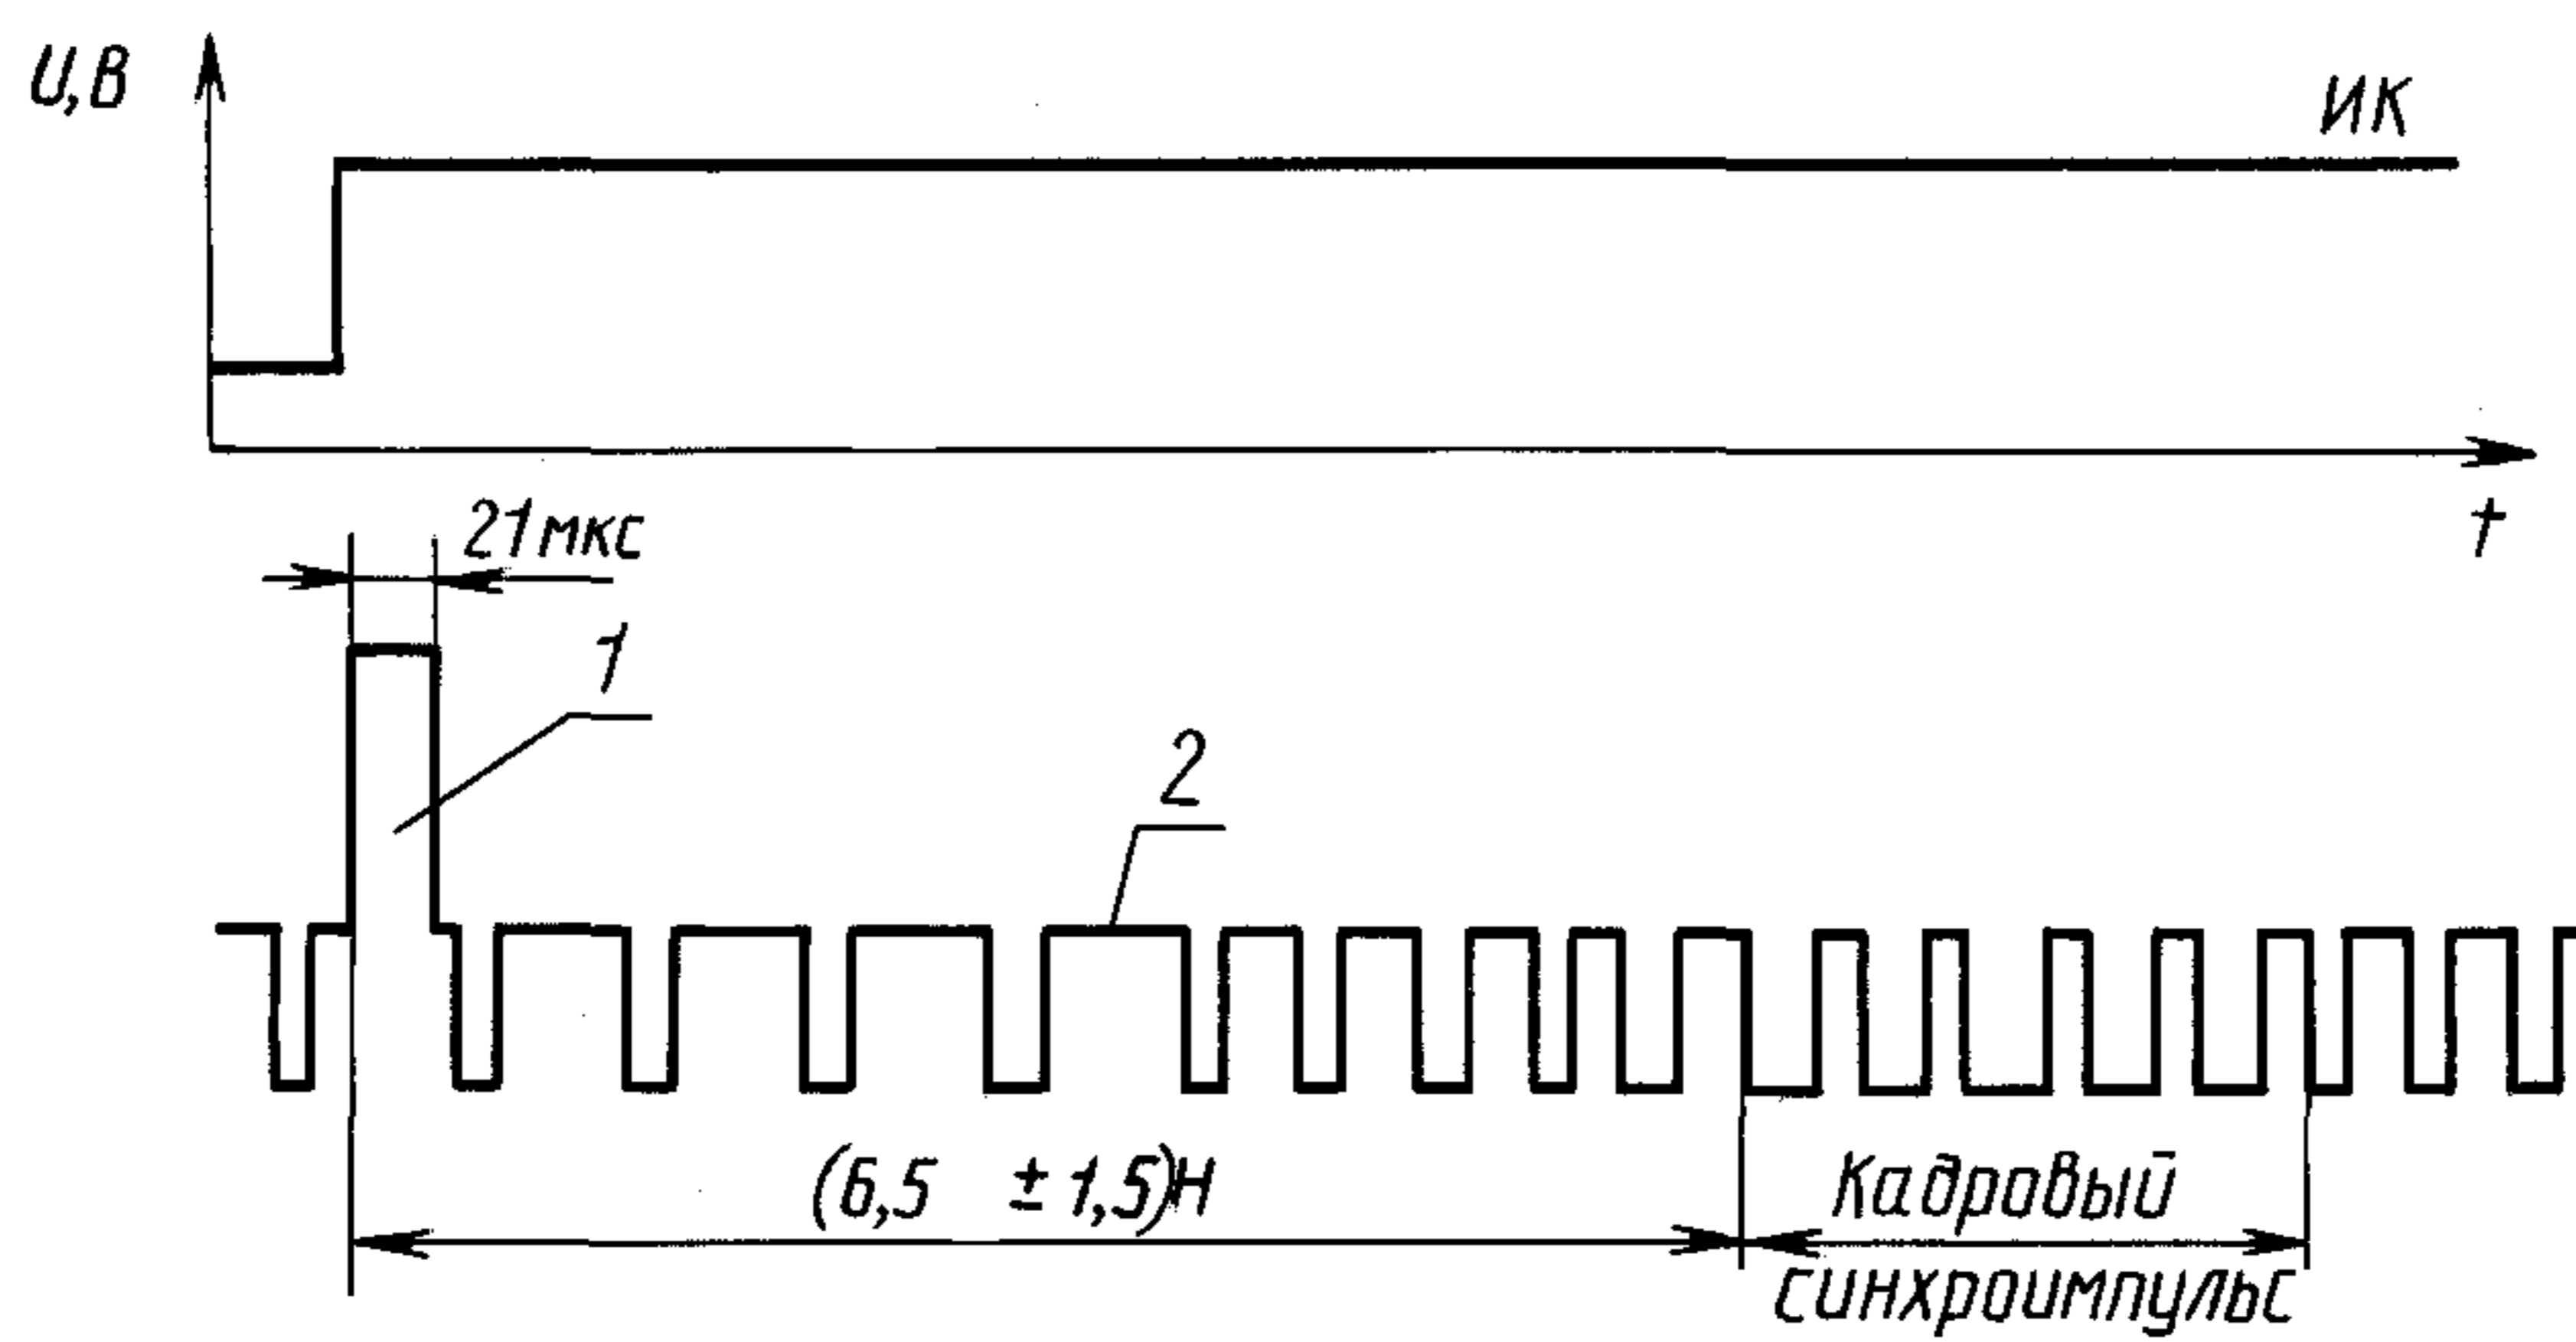 U,В
ИК
t
21мкс
1
2
(6,5 ± 1,5)H
Кадровый
синхроимпульс